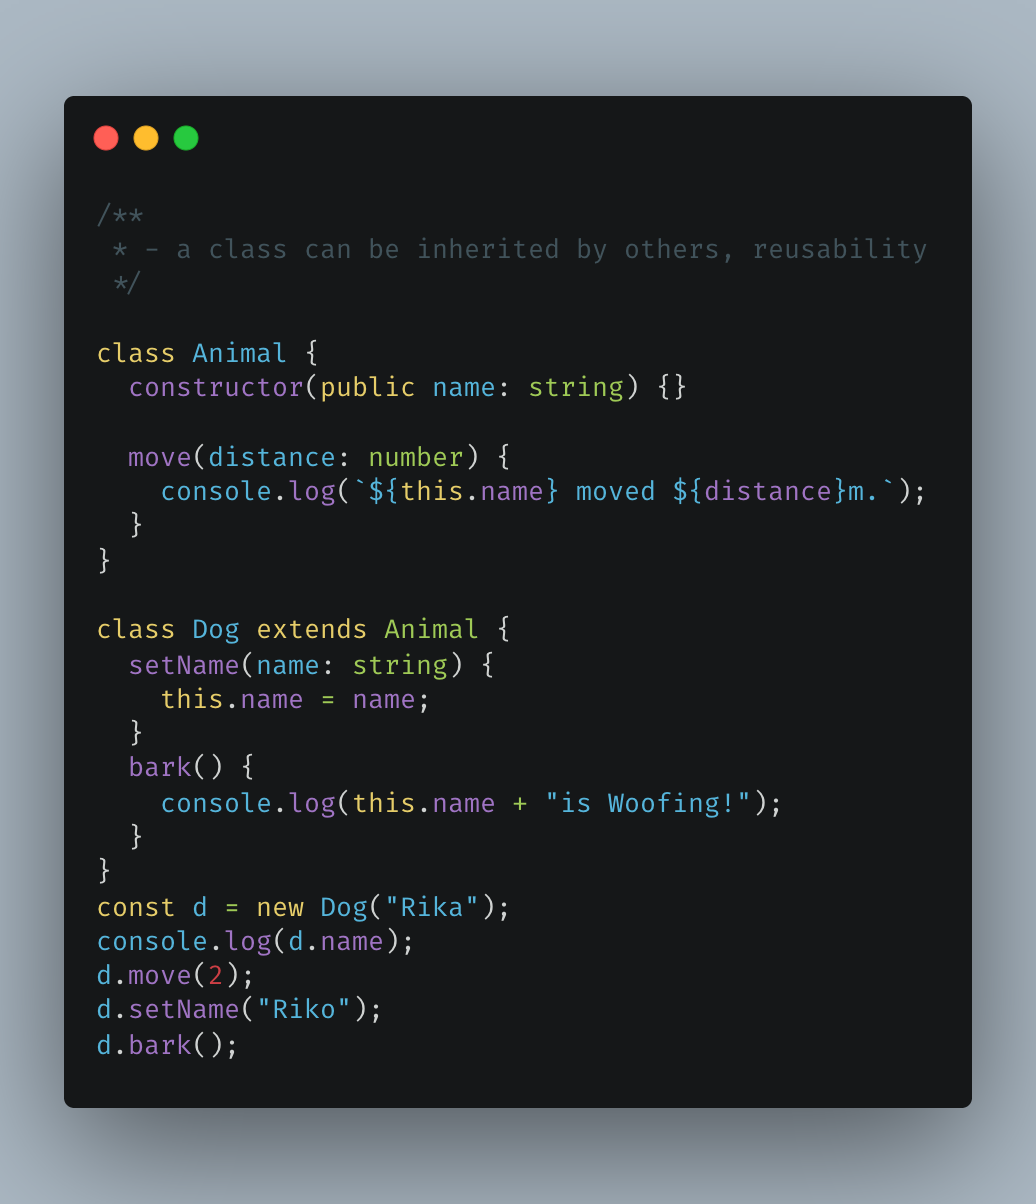 /**
 * - a class can be inherited by others, reusability
 */

class Animal {
  constructor(public name: string) {}

  move(distance: number) {
    console.log(`${this.name} moved ${distance}m.`);
  }
}

class Dog extends Animal {
  setName(name: string) {
    this.name = name;
  }
  bark() {
    console.log(this.name + "is Woofing!");
  }
}
const d = new Dog("Rika");
console.log(d.name);
d.move(2);
d.setName("Riko");
d.bark();